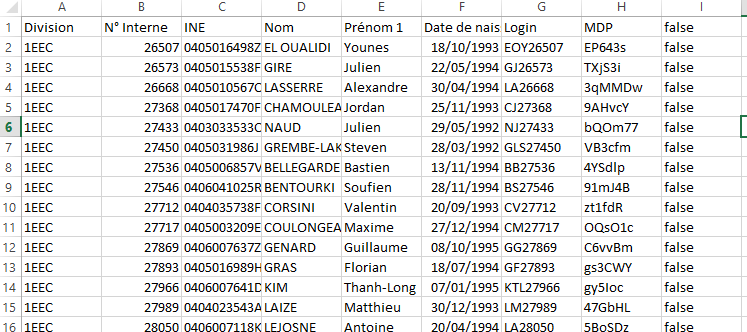 A B C D E F G H I
1 Division N° Interne INE Nom Prénom 1 Date de nais Login MDP false
2 1EEC 26507 0405016498Z EL OUALIDI Younes 18/10/1993 EOY26507 EP643s false
3 1EEC 26573 0405015538F GIRE Julien 22/05/1994 GJ26573 TXjS3i false
4 1EEC 26668 0405010567C LASSERRE Alexandre 30/04/1994 LA26668 3qMMDw false
5 1EEC 27368 0405017470F CHAMOULEA Jordan 25/11/1993 CJ27368 9AHvcY false
6 1EEC 27433 0403033533C NAUD Julien 29/05/1992 NJ27433 bQOm77 false
7 1EEC 27450 0405031986J GREMBE-LAK Steven 28/03/1992 GLS27450 VB3cfm false
8 1EEC 27536 0405006857V BELLEGARDE Bastien 13/11/1994 BB27536 4YSdlp false
9 1EEC 27546 0406041025R BENTOURKI Soufien 28/11/1994 BS27546 91mJ4B false
10 1EEC 27712 0404035738F CORSINI Valentin 20/09/1993 CV27712 zt1fdR false
11 1EEC 27717 0405003209E COULONGEA Maxime 27/12/1994 CM27717 OQsO1c false
12 1EEC 27869 0406007637Z GENARD Guillaume 08/10/1995 GG27869 C6vvBm false
13 1EEC 27893 0405016989H GRAS Florian 18/07/1994 GF27893 gs3CWY false
14 1EEC 27966 0406007641D KIM Thanh-Long 07/01/1995 KTL27966 gy5Ioc false
15 1EEC 27989 0404023543A LAIZE Matthieu 30/12/1993 LM27989 47GbHL false
16 1EEC 28050 0406007118K LEJOSNE Antoine 20/04/1994 LA28050 5BoSDz false